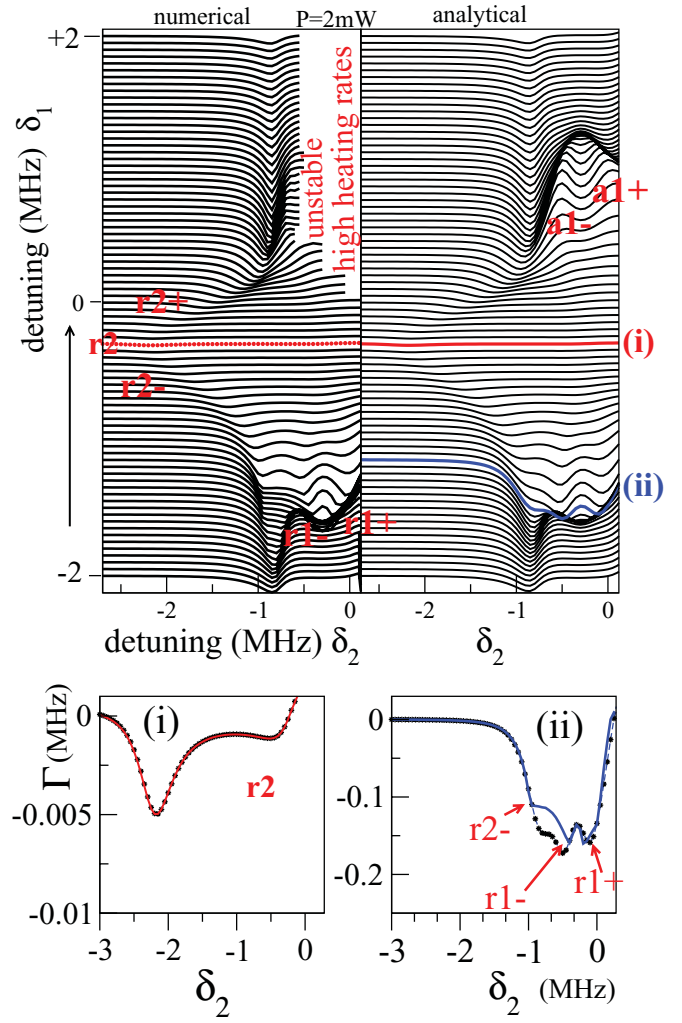 numerical P=2mW analytical
+2
detuning (MHz) δ1
unstable
high heating rates
a1+
a1-
r2+
0
r2
(i)
r2-
(ii)
r1- r1+
-2
-2 -1 0 -2 -1 0
detuning (MHz) δ2 δ2
0 (i) 0 (ii)
Γ (MHz)
-0.005 r2 -0.1 r2-
r1- r1+
-0.01 -0.2
-3 -2 -1 0 -3 -2 -1 0
δ2 δ2 (MHz)